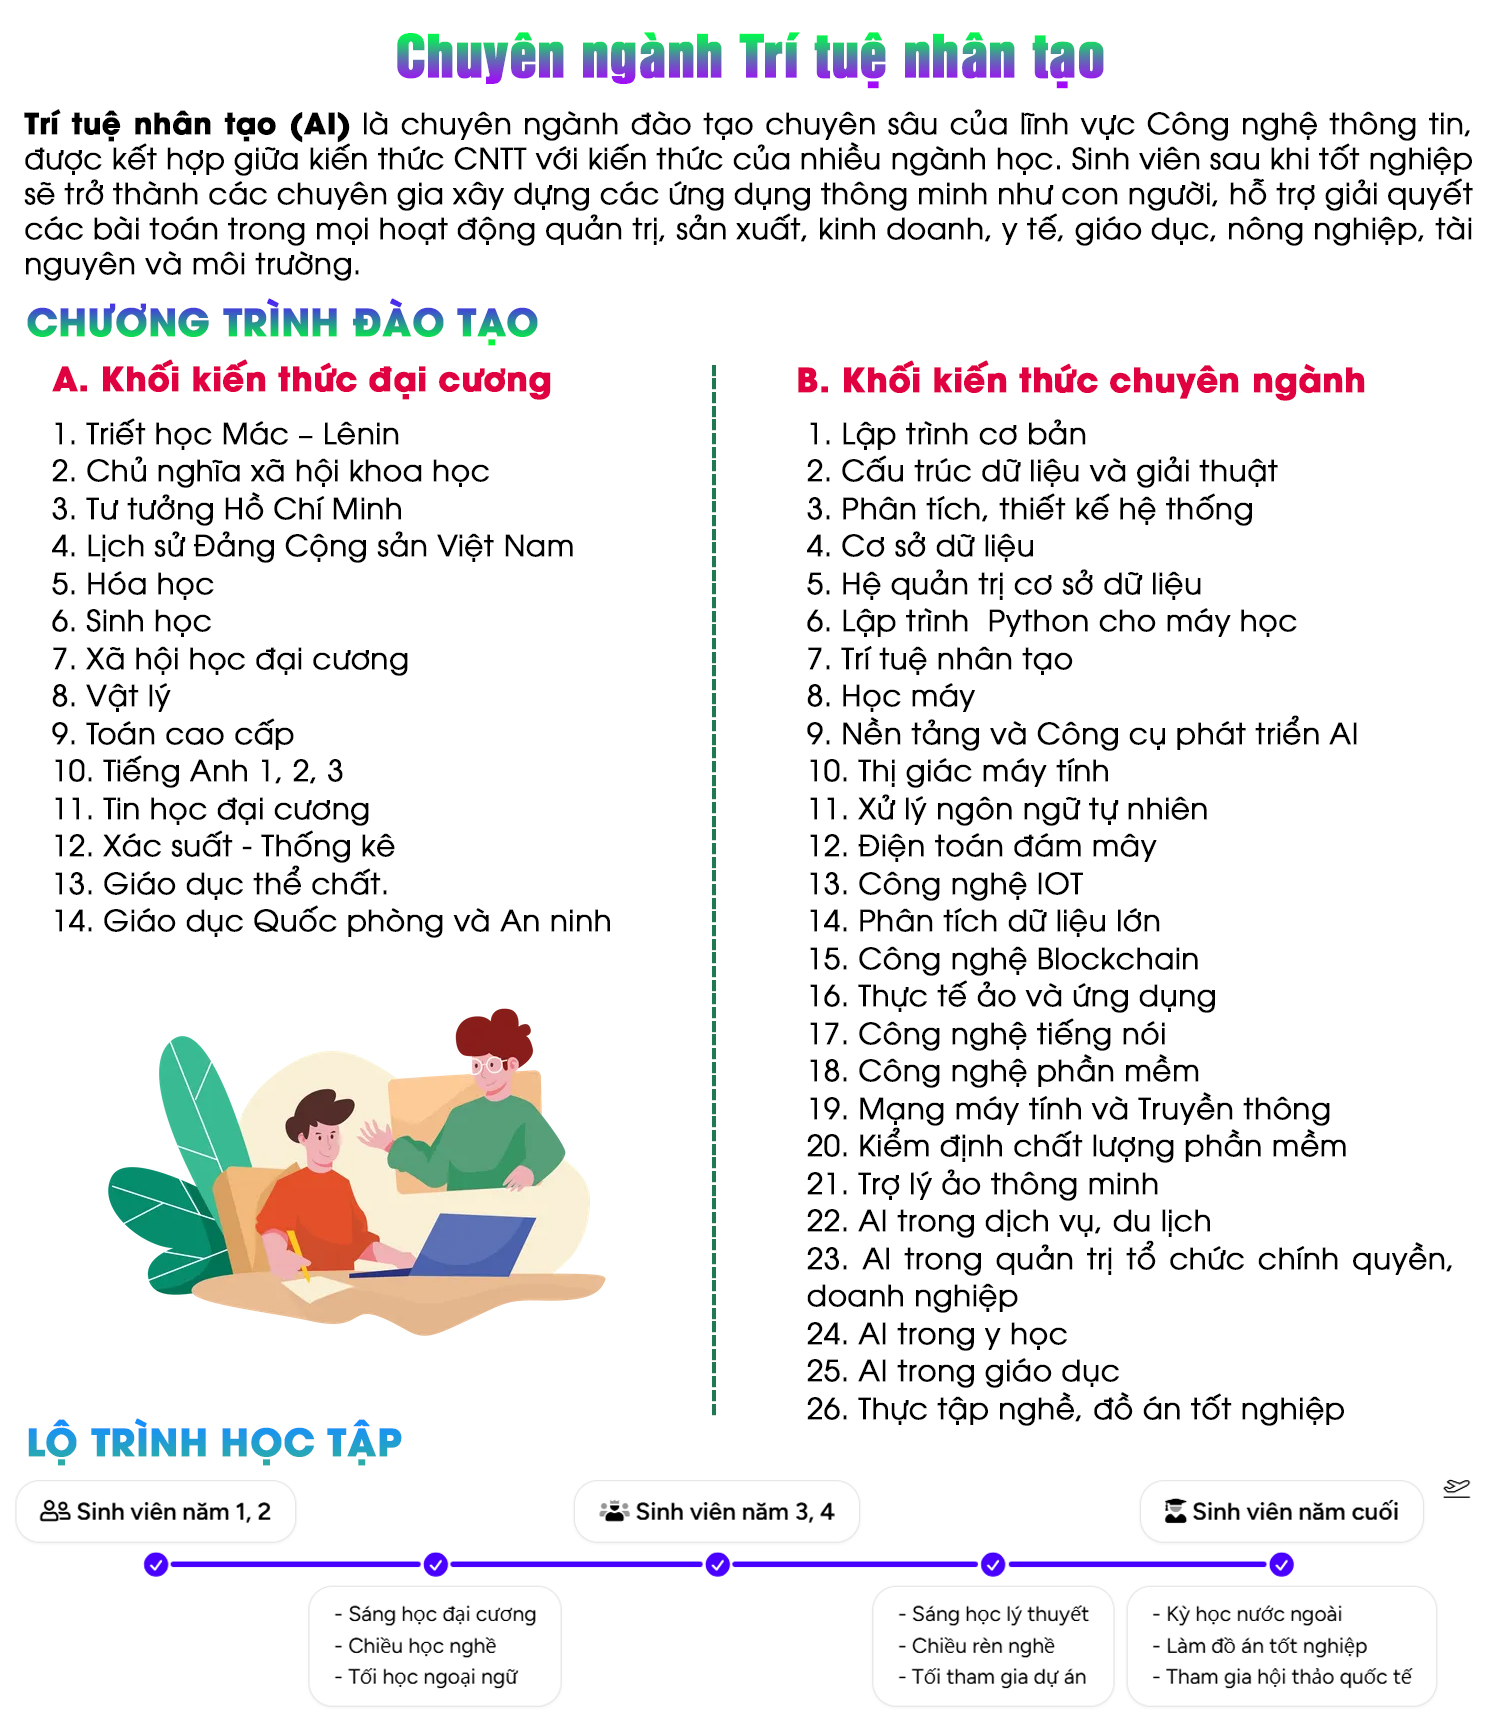 Chuyên ngành Trí tuệ nhân tạo
Trí tuệ nhân tạo (AI) là chuyên ngành đào tạo chuyên sâu của lĩnh vực Công nghệ thông tin,
được kết hợp giữa kiến thức CNTT với kiến thức của nhiều ngành học. Sinh viên sau khi tốt nghiệp
sẽ trở thành các chuyên gia xây dựng các ứng dụng thông minh như con người, hỗ trợ giải quyết
các bài toán trong mọi hoạt động quản trị, sản xuất, kinh doanh, y tế, giáo dục, nông nghiệp, tài
nguyên và môi trường.
CHƯƠNG TRÌNH ĐÀO TẠO
A. Khối kiến thức đại cương
1. Triết học Mác – Lênin
2. Chủ nghĩa xã hội khoa học
3. Tư tưởng Hồ Chí Minh
4. Lịch sử Đảng Cộng sản Việt Nam
5. Hóa học
6. Sinh học
7. Xã hội học đại cương
8. Vật lý
9. Toán cao cấp
10. Tiếng Anh 1, 2, 3
11. Tin học đại cương
12. Xác suất - Thống kê
13. Giáo dục thể chất.
14. Giáo dục Quốc phòng và An ninh
B. Khối kiến thức chuyên ngành
1. Lập trình cơ bản
2. Cấu trúc dữ liệu và giải thuật
3. Phân tích, thiết kế hệ thống
4. Cơ sở dữ liệu
5. Hệ quản trị cơ sở dữ liệu
6. Lập trình  Python cho máy học
7. Trí tuệ nhân tạo
8. Học máy
9. Nền tảng và Công cụ phát triển AI
10. Thị giác máy tính
11. Xử lý ngôn ngữ tự nhiên
12. Điện toán đám mây
13. Công nghệ IOT
14. Phân tích dữ liệu lớn
15. Công nghệ Blockchain
16. Thực tế ảo và ứng dụng
17. Công nghệ tiếng nói
18. Công nghệ phần mềm
19. Mạng máy tính và Truyền thông
20. Kiểm định chất lượng phần mềm
21. Trợ lý ảo thông minh
22. AI trong dịch vụ, du lịch
23. AI trong quản trị tổ chức chính quyền,
doanh nghiệp
24. AI trong y học
25. AI trong giáo dục
26. Thực tập nghề, đồ án tốt nghiệp
LỘ TRÌNH HỌC TẬP
Sinh viên năm 1, 2
Sinh viên năm 3, 4
Sinh viên năm cuối
- Sáng học đại cương
- Chiều học nghề
- Tối học ngoại ngữ
- Sáng học lý thuyết
- Chiều rèn nghề
- Tối tham gia dự án
- Kỳ học nước ngoài
- Làm đồ án tốt nghiệp
- Tham gia hội thảo quốc tế